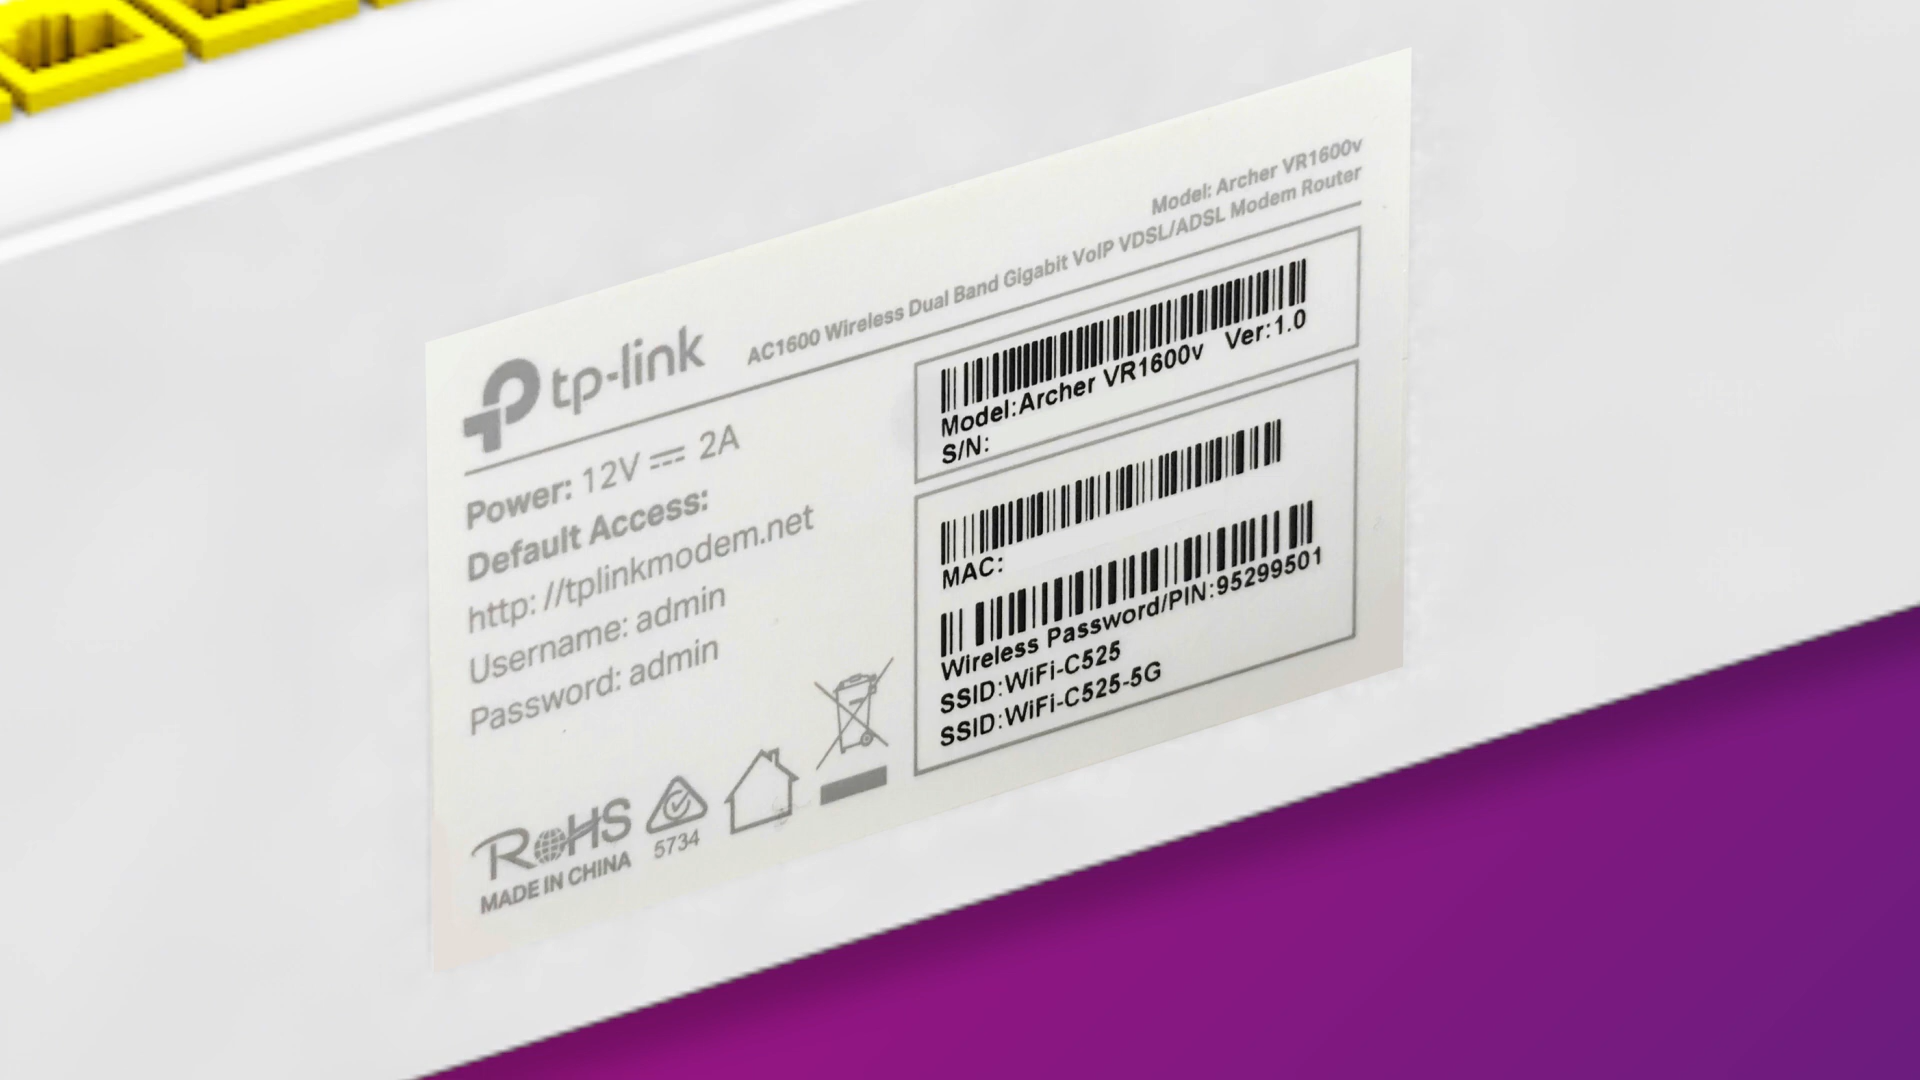 Model: Archer VR1600v
AC1600 Wireless Dual Band Gigabit VoIP VDSL/ADSL Modem Router
tp-link
Power: 12V ⎓ 2A
Default Access:
http: //tplinkmodem.net
Username: admin
Password: admin
RoHS
MADE IN CHINA
5734
Model:Archer VR1600v Ver:1.0
S/N:
MAC:
Wireless Password/PIN:95299501
SSID:WiFi-C525
SSID:WiFi-C525-5G